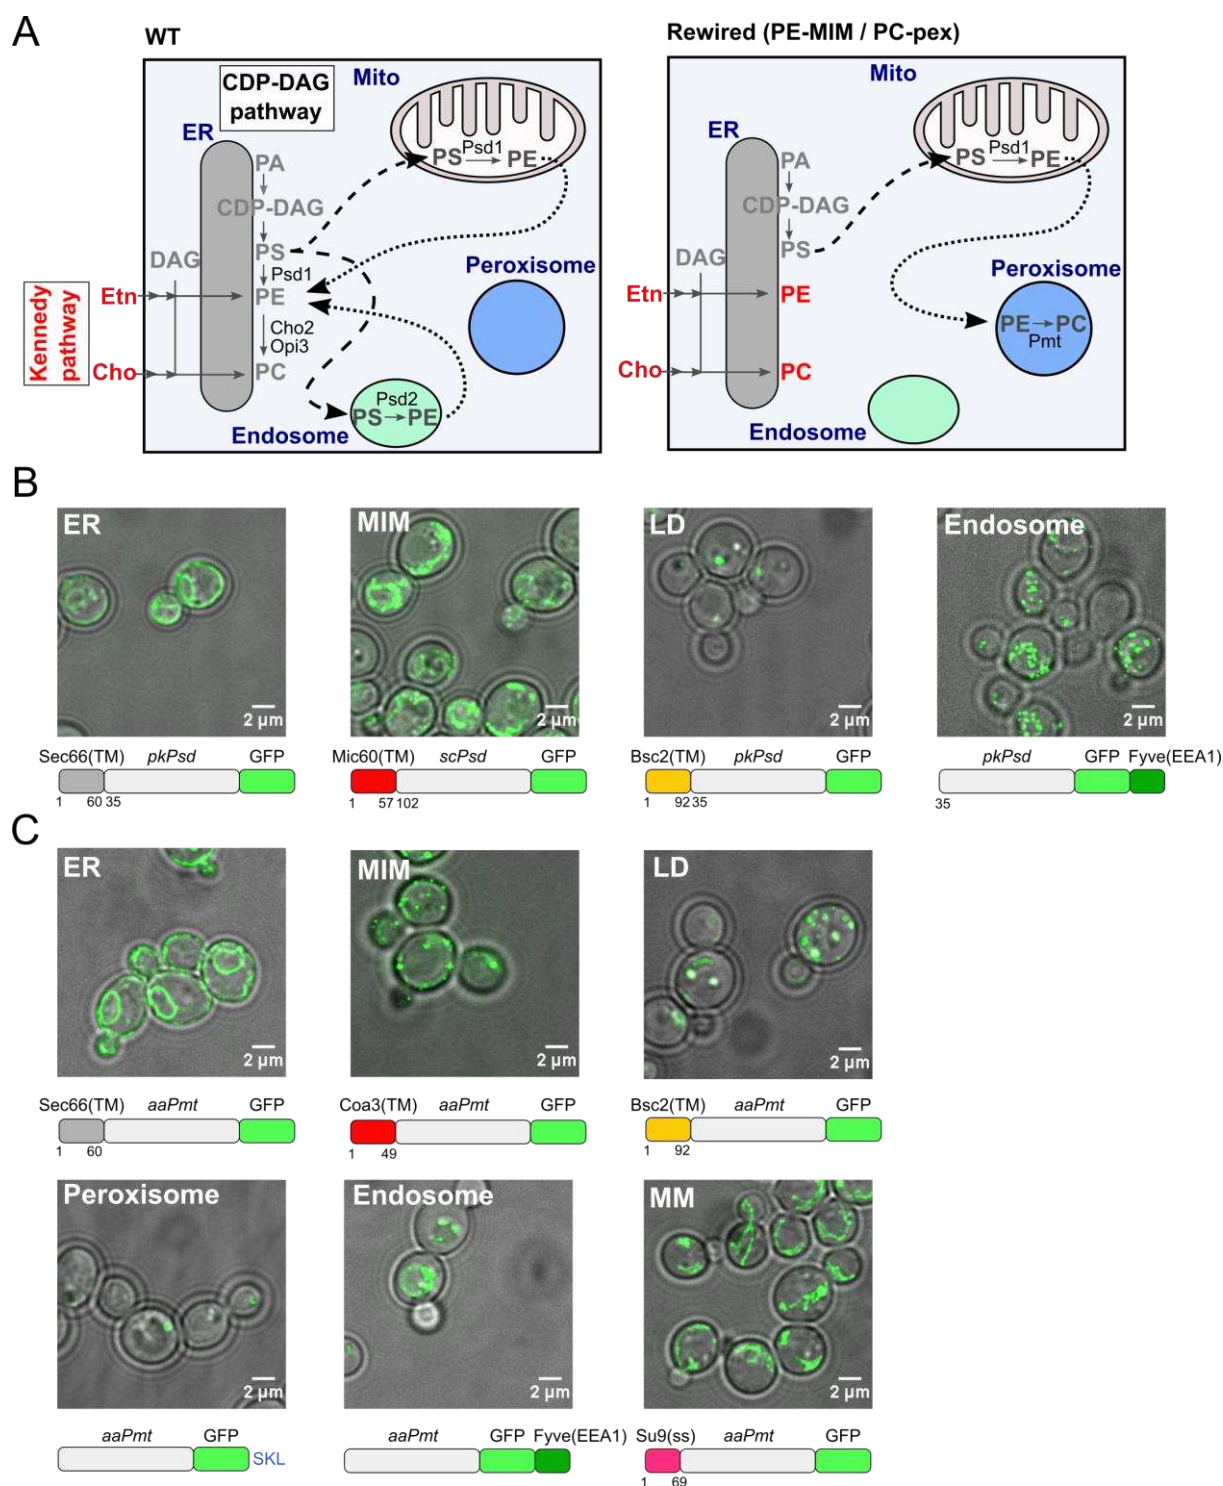 A
WT
Rewired (PE-MIM / PC-pex)
CDP-DAG
pathway
Mito
ER
PS Psd1 PE
PA
CDP-DAG
DAG
PS
Psd1
Peroxisome
Kennedy
pathway
Etn
PE
Cho2
Opi3
Cho
PC
Psd2
PS PE
Endosome
Mito
ER
PS Psd1 PE
PA
CDP-DAG
DAG
PS
Peroxisome
Etn
PE
PE PC
Pmt
Cho
PC
Endosome
B
ER
MIM
LD
Endosome
2 µm
2 µm
2 µm
2 µm
Sec66(TM) pkPsd GFP
1 60 35
Mic60(TM) scPsd GFP
1 57 102
Bsc2(TM) pkPsd GFP
1 92 35
pkPsd GFP Fyve(EEA1)
35
C
ER
MIM
LD
2 µm
2 µm
2 µm
Sec66(TM) aaPmt GFP
1 60
Coa3(TM) aaPmt GFP
1 49
Bsc2(TM) aaPmt GFP
1 92
Peroxisome
Endosome
MM
2 µm
2 µm
2 µm
aaPmt GFP
SKL
aaPmt GFP Fyve(EEA1)
Su9(ss) aaPmt GFP
1 69